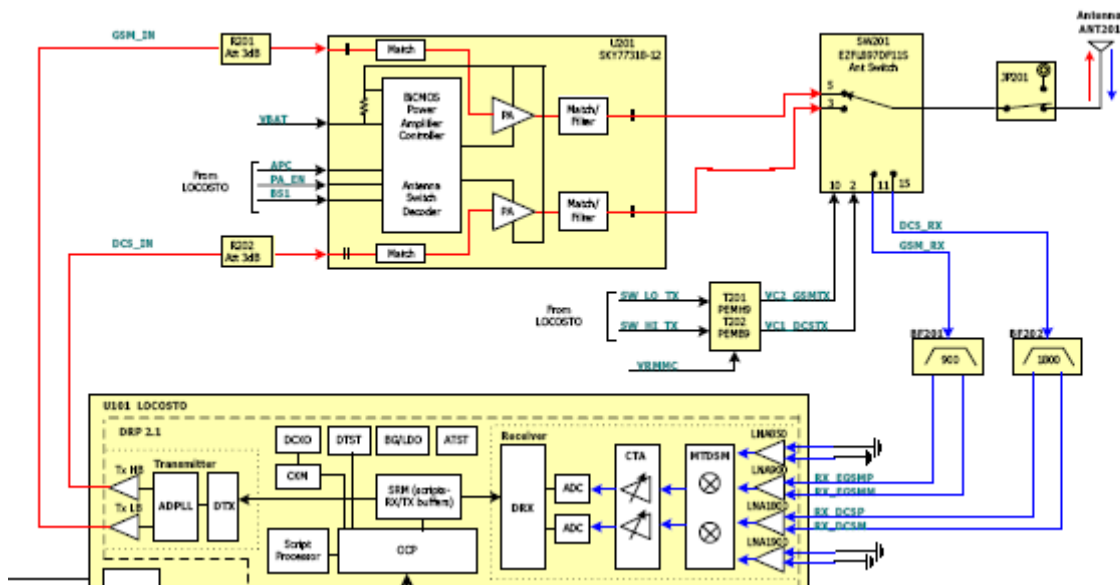 Antenna
ANT201
GSM_IN
R201
Att 3dB
U201
SKY77318-12
SW201
EZFL897DF11S
Ant Switch
JP201
Match
BiCMOS
Power
Amplifier
Controller
Antenna
Switch
Decoder
PA
Match/
Filter
5
3
VBAT
From
LOCOSTO
APC
PA_EN
BS1
PA
Match/
Filter
10
2
11
15
DCS_IN
R202
Att 3dB
Match
DCS_RX
GSM_RX
From
LOCOSTO
SW_LO_TX
SW_HI_TX
T201
PEMH9
T202
PEMB9
VC2_GSMTX
VC1_DCSTX
VRMMC
BF201
900
BF202
1800
U101 LOCOSTO
DRP 2.1
DCXO
DTST
BG/LDO
ATST
CKM
Transmitter
Tx HB
Tx LB
ADPLL
DTX
SRM (scripts-
RX/TX buffers)
Script
Processor
OCP
Receiver
DRX
ADC
ADC
CTA
MTDSM
LNA850
LNA900
LNA1800
LNA1900
RX_EGSMP
RX_EGSMM
RX_DCSP
RX_DCSM